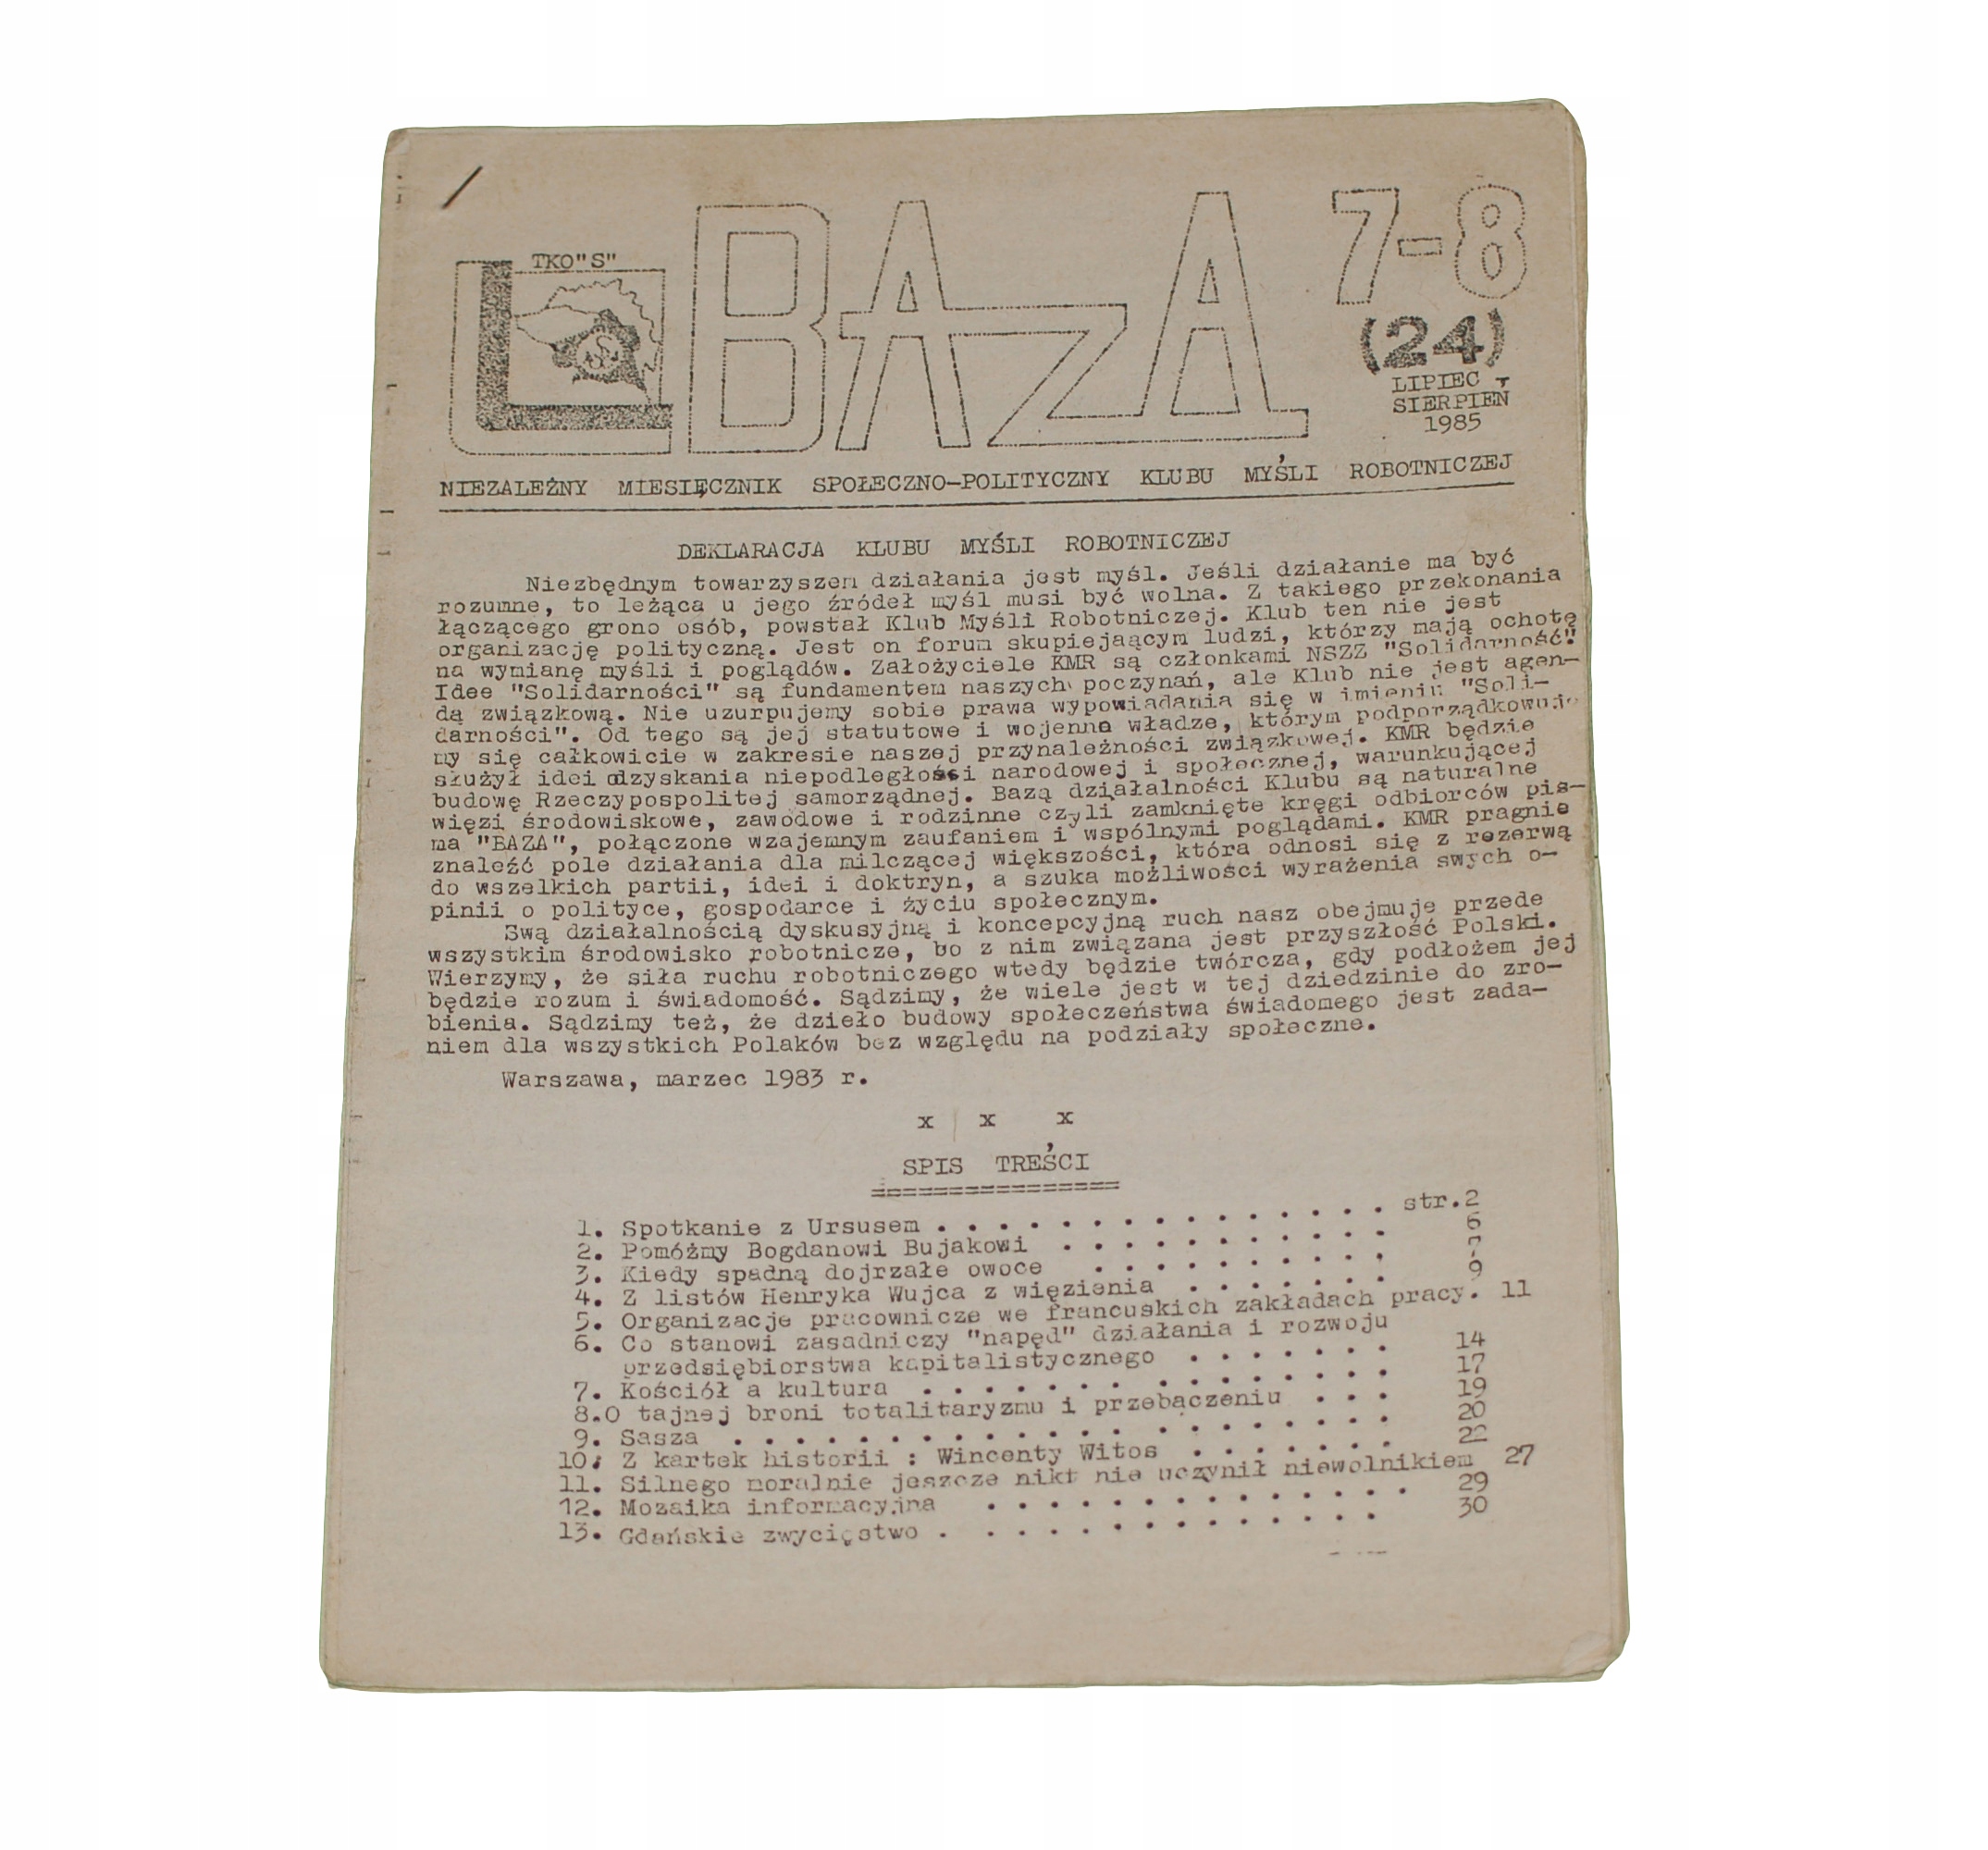 TKO"S"
BAZA 7-8
(24)
LIPIEC
SIERPIEŃ
1985
NIEZALEŻNY MIESIĘCZNIK SPOŁECZNO-POLITYCZNY KLUBU MYŚLI ROBOTNICZEJ
DEKLARACJA KLUBU MYŚLI ROBOTNICZEJ
Niezbędnym towarzyszem działania jest myśl. Jeśli działanie ma być
rozumne, to leżąca u jego źródeł myśl musi być wolna. Z takiego przekonania
łączącego grono osób, powstał Klub Myśli Robotniczej. Klub ten nie jest
organizację polityczną. Jest on forum skupiejaącym ludzi, którzy mają ochotę
na wymianę myśli i poglądów. Założyciele KMR są członkami NSZZ "Solidarność".
Idee "Solidarności" są fundamentem naszych poczynań, ale Klub nie jest agen-
dą związkową. Nie uzurpujemy sobie prawa wypowiadania się w imieniu "Soli-
darności". Od tego są jej statutowe i wojenne władze, którym podporządkowuje-
my się całkowicie w zakresie naszej przynależności związkowej. KMR będzie
służył idei odzyskania niepodległości narodowej i społecznej, warunkującej
budowę Rzeczypospolitej samorządnej. Bazą działalności Klubu są naturalne
więzi środowiskowe, zawodowe i rodzinne czyli zamknięte kręgi odbiorców pis-
ma "BAZA", połączone wzajemnym zaufaniem i wspólnymi poglądami. KMR pragnie
znaleść pole działania dla milczącej większości, która odnosi się z rezerwą
do wszelkich partii, idei i doktryn, a szuka możliwości wyrażenia swych o-
pinii o polityce, gospodarce i życiu społecznym.
Swą działalnością dyskusyjną i koncepcyjną ruch nasz obejmuje przede
wszystkim środowisko robotnicze, bo z nim związana jest przyszłość Polski.
Wierzymy, że siła ruchu robotniczego wtedy będzie twórcza, gdy podłożem jej
będzie rozum i świadomość. Sądzimy, że wiele jest w tej dziedzinie do zro-
bienia. Sądzimy też, że dzieło budowy społeczeństwa świadomego jest zada-
niem dla wszystkich Polaków bez względu na podziały społeczne.
Warszawa, marzec 1983 r.
x x x
SPIS TREŚCI
================
1. Spotkanie z Ursusem . . . . . . . . . . . . . . . str.2
2. Pomóżmy Bogdanowi Bujakowi . . . . . . . . . . . 6
3. Kiedy spadną dojrzałe owoce . . . . . . . . . .
4. Z listów Henryka Wujca z więzienia . . . . . . . 9
5. Organizacje pracownicze we francuskich zakładach pracy. 11
6. Co stanowi zasadniczy "napęd" działania i rozwoju
przedsiębiorstwa kapitalistycznego . . . . . . . 14
7. Kościół a kultura . . . . . . . . . . . . . . . 17
8.O tajnej broni totalitaryzmu i przebaczeniu . . . 19
9. Sasza . . . . . . . . . . . . . . . . . . . . . 20
10. Z kartek historii : Wincenty Witos . . . . . . . 22
11. Silnego moralnie jeszcze nikt nie uczynił niewolnikiem 27
12. Mozaika informacyjna . . . . . . . . . . . . . . 29
13. Gdańskie zwycięstwo . . . . . . . . . . . . . . 30